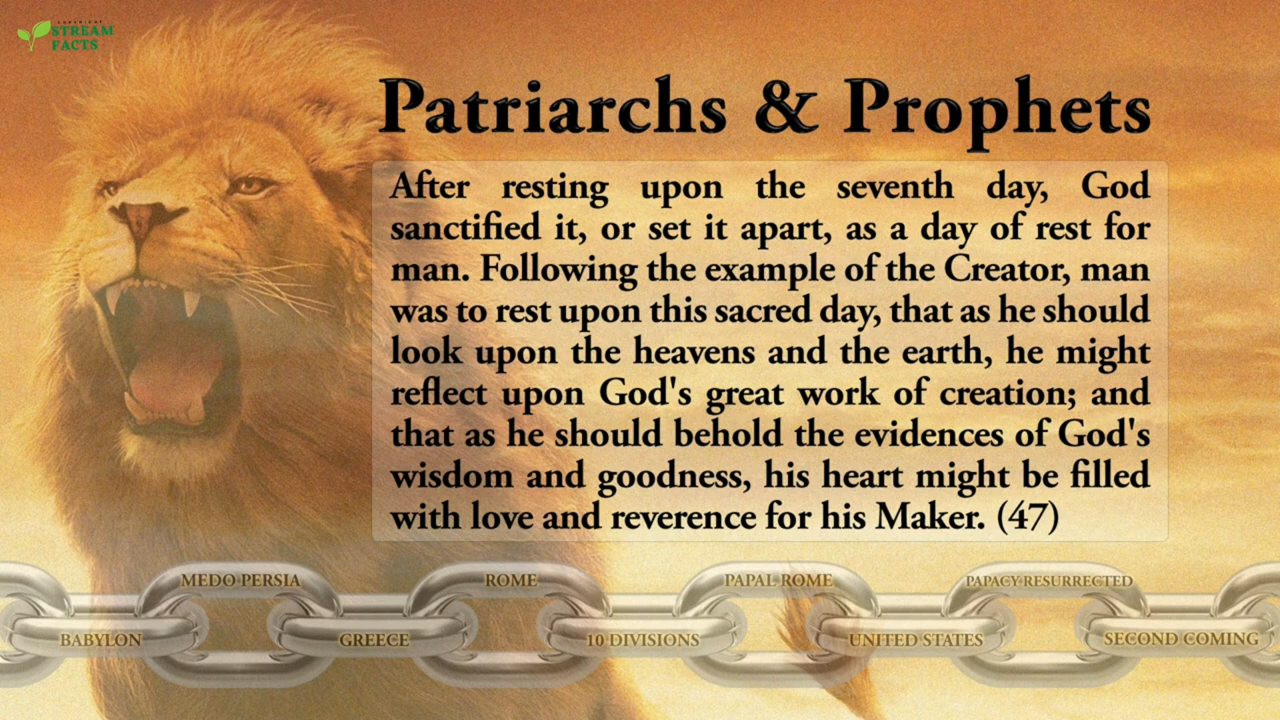 STREAM
FACTS
Patriarchs & Prophets
After resting upon the seventh day, God
sanctified it, or set it apart, as a day of rest for
man. Following the example of the Creator, man
was to rest upon this sacred day, that as he should
look upon the heavens and the earth, he might
reflect upon God's great work of creation; and
that as he should behold the evidences of God's
wisdom and goodness, his heart might be filled
with love and reverence for his Maker. (47)
MEDO PERSIA ROME PAPAL ROME PAPACY RESURRECTED
BABYLON GREECE 10 DIVISIONS UNITED STATES SECOND COMING